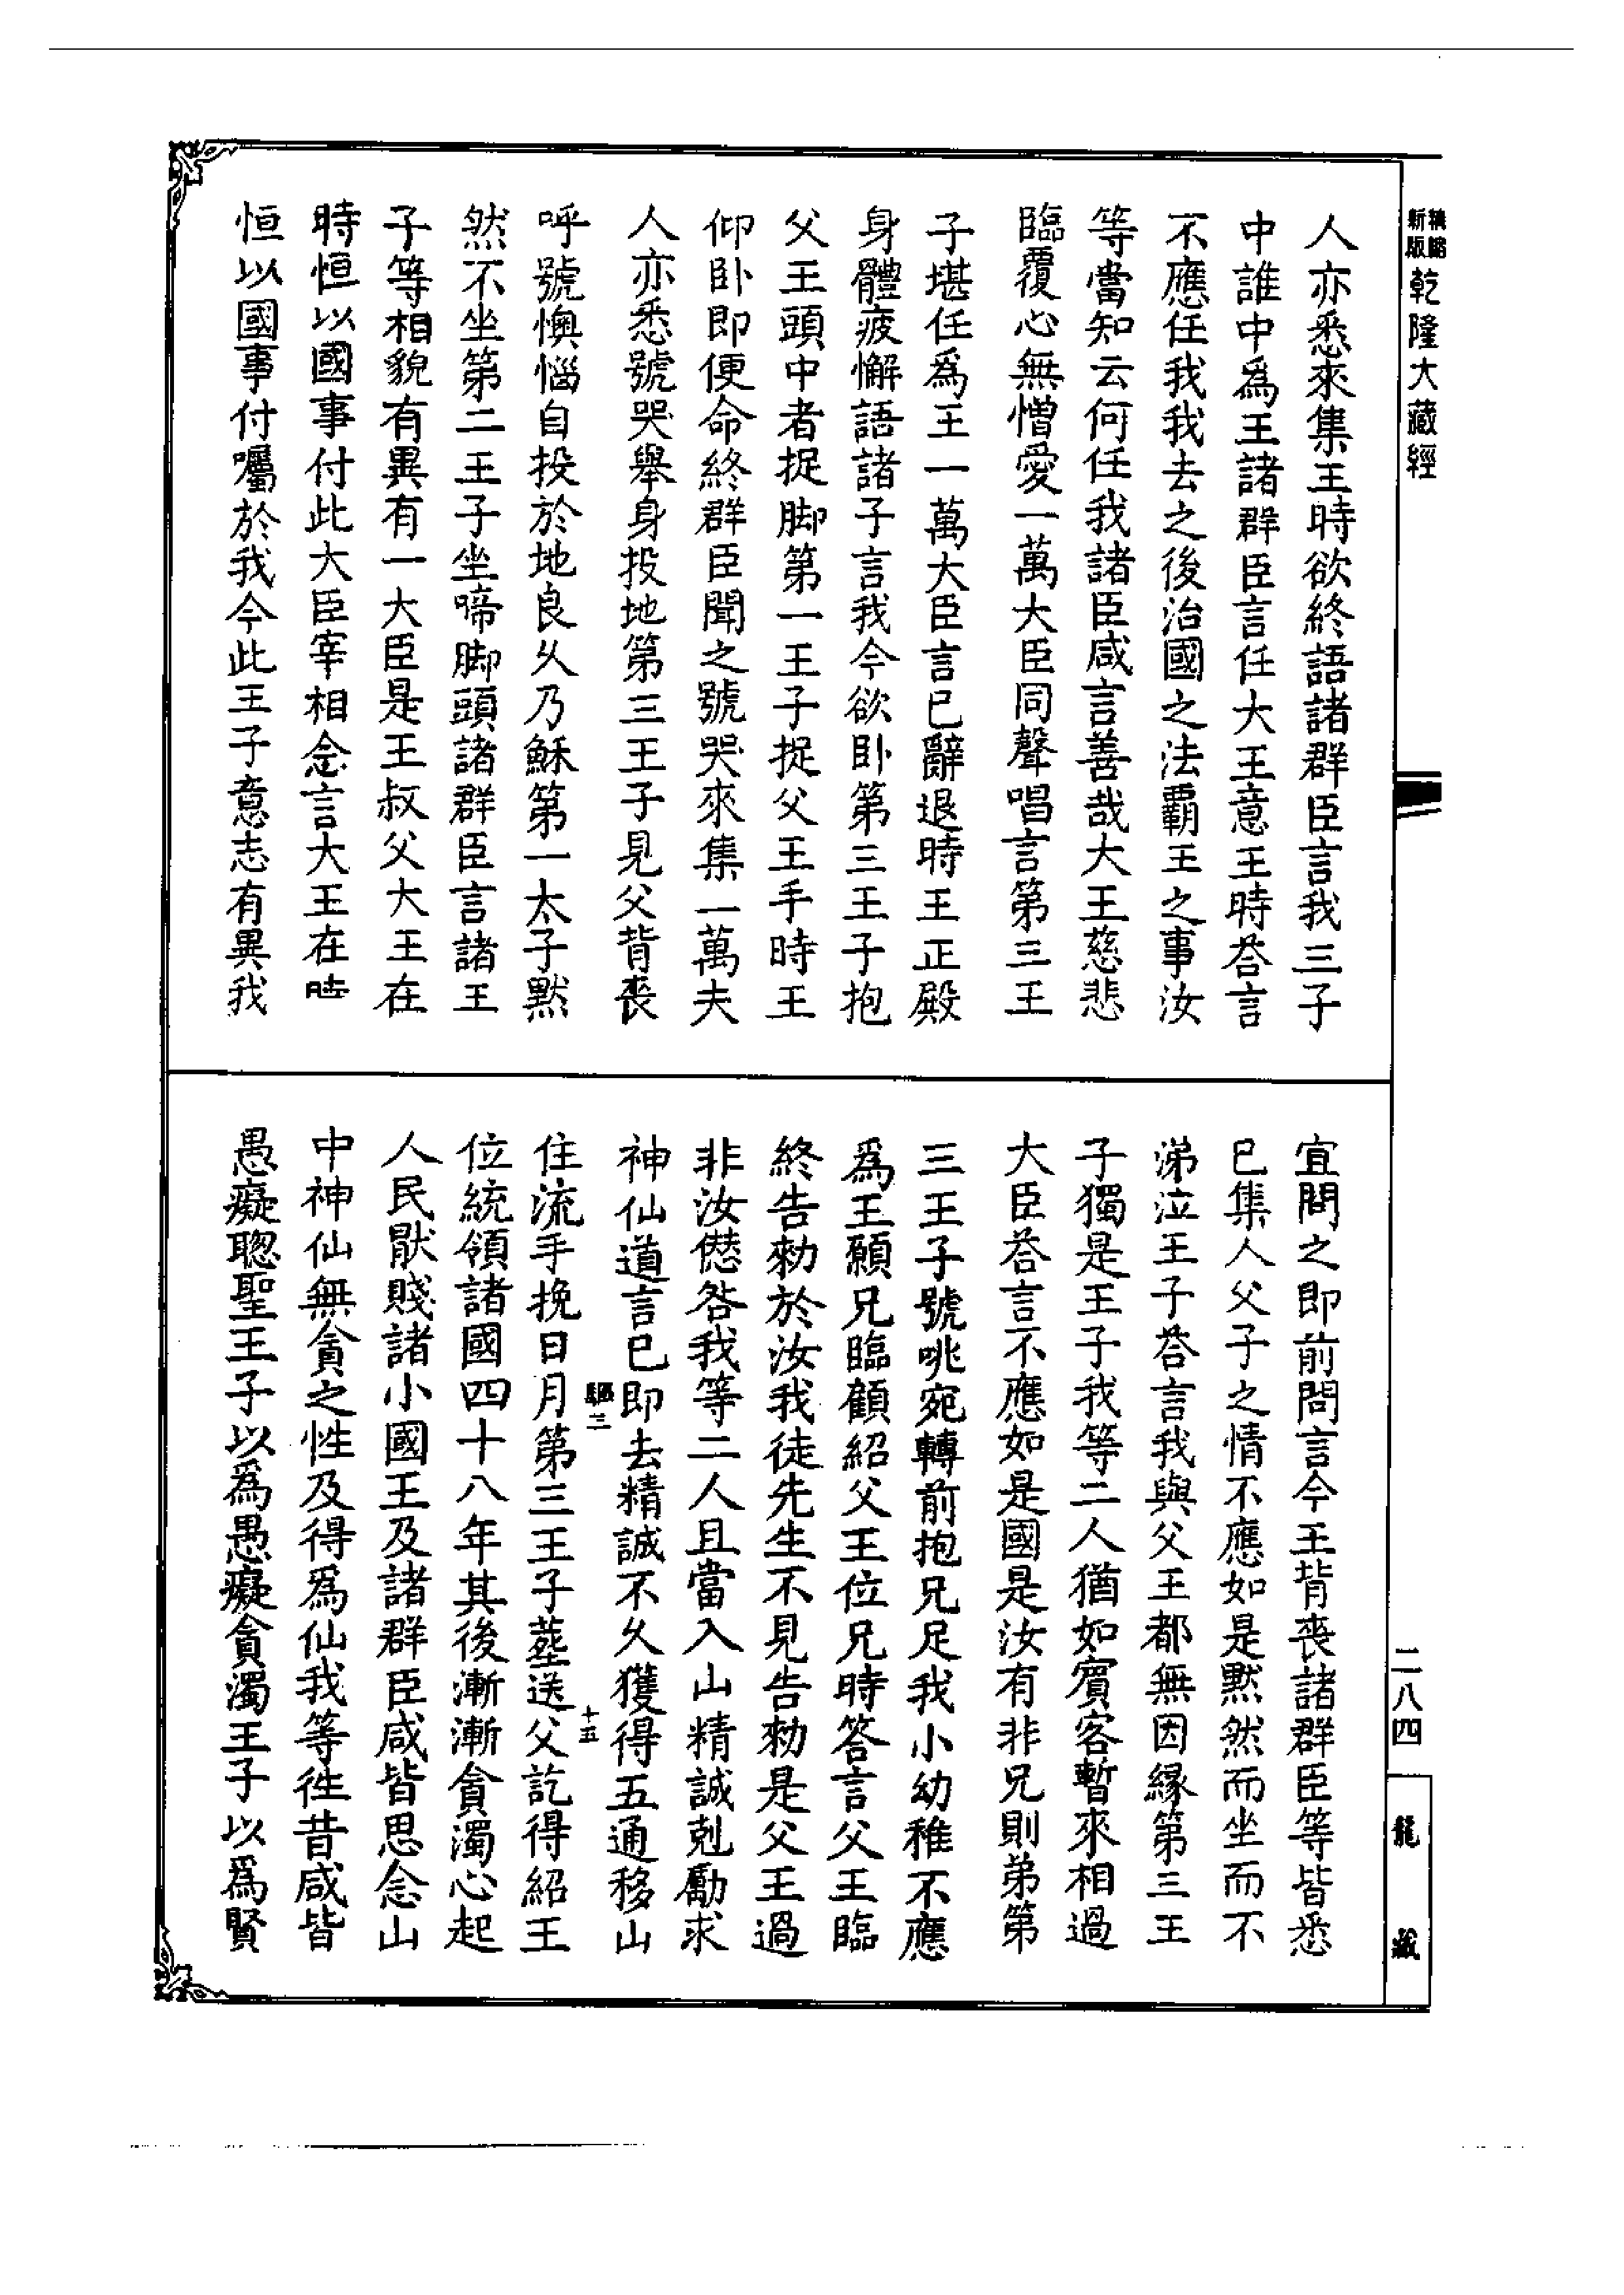 精縮新版乾隆大藏經
人亦悉來集王時欲終語諸群臣言我三子
中誰中為王諸群臣言任大王意王時荅言
不應任我我去之後治國之法覇王之事汝
等當知云何任我諸臣咸言善哉大王慈悲
臨覆心無憎愛一萬大臣同聲唱言第三王
子堪任為王一萬大臣言已辭退時王正殿
身體疲懈語諸子言我今欲卧第三王子抱
父王頭中者捉脚第一王子捉父王手時王
仰卧即便命終群臣聞之號哭來集一萬夫
人亦悉號哭舉身投地第三王子見父背喪
呼號懊惱自投於地良久乃穌第一太子默
然不坐第二王子坐啼脚頭諸群臣言諸王
子等相貌有異有一大臣是王叔父大王在
時恒以國事付此大臣宰相念言大王在時
恒以國事付囑於我今此王子意志有異我
宜問之即前問言今王背喪諸群臣等皆悉
已集人父子之情不應如是默然而坐而不
涕泣王子荅言我與父王都無因緣第三王
子獨是王子我等二人猶如賓客暫來相過
大臣荅言不應如是國是汝有非兄則弟第
三王子號咷宛轉前抱兄足我小幼稚不應
為王願兄臨顧紹父王位兄時答言父王臨
終告勑於汝我徒先生不見告勑是父王過
非汝僁咎我等二人且當入山精誠剋勵求
神仙道言已即去精誠不久獲得五通移山
驅三 十五
住流手挽日月第三王子塟送父訖得紹王
位統領諸國四十八年其後漸漸貪濁心起
人民猒賤諸小國王及諸群臣咸皆思念山
中神仙無貪之性及得為仙我等徃昔咸皆
愚癡聰聖王子以為愚癡貪濁王子以為賢
二八四
龍藏